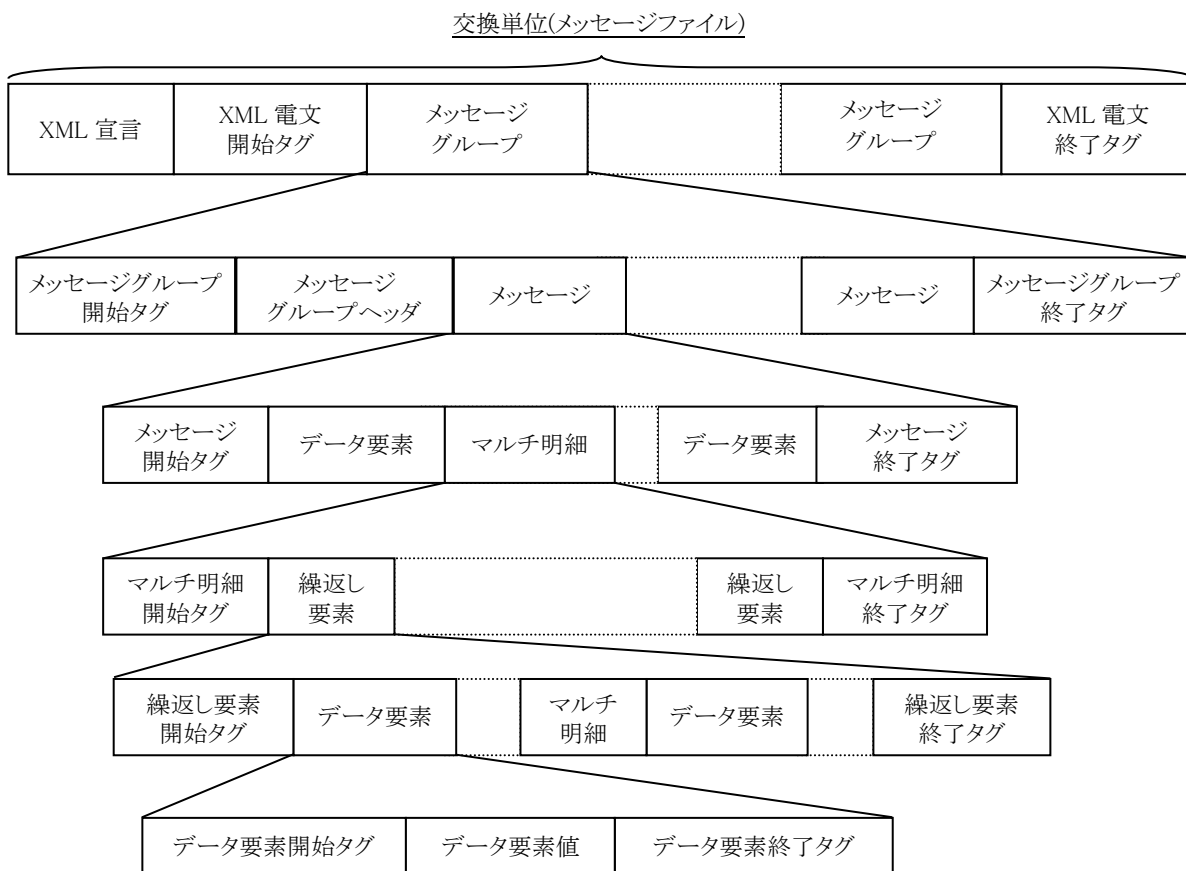 交換単位(メッセージファイル)
XML 宣言
XML 電文
開始タグ
メッセージ
グループ
メッセージ
グループ
XML 電文
終了タグ
メッセージグループ
開始タグ
メッセージ
グループヘッダ
メッセージ
メッセージ
メッセージグループ
終了タグ
メッセージ
開始タグ
データ要素
マルチ明細
データ要素
メッセージ
終了タグ
マルチ明細
開始タグ
繰返し
要素
繰返し
要素
マルチ明細
終了タグ
繰返し要素
開始タグ
データ要素
マルチ
明細
データ要素
繰返し要素
終了タグ
データ要素開始タグ
データ要素値
データ要素終了タグ